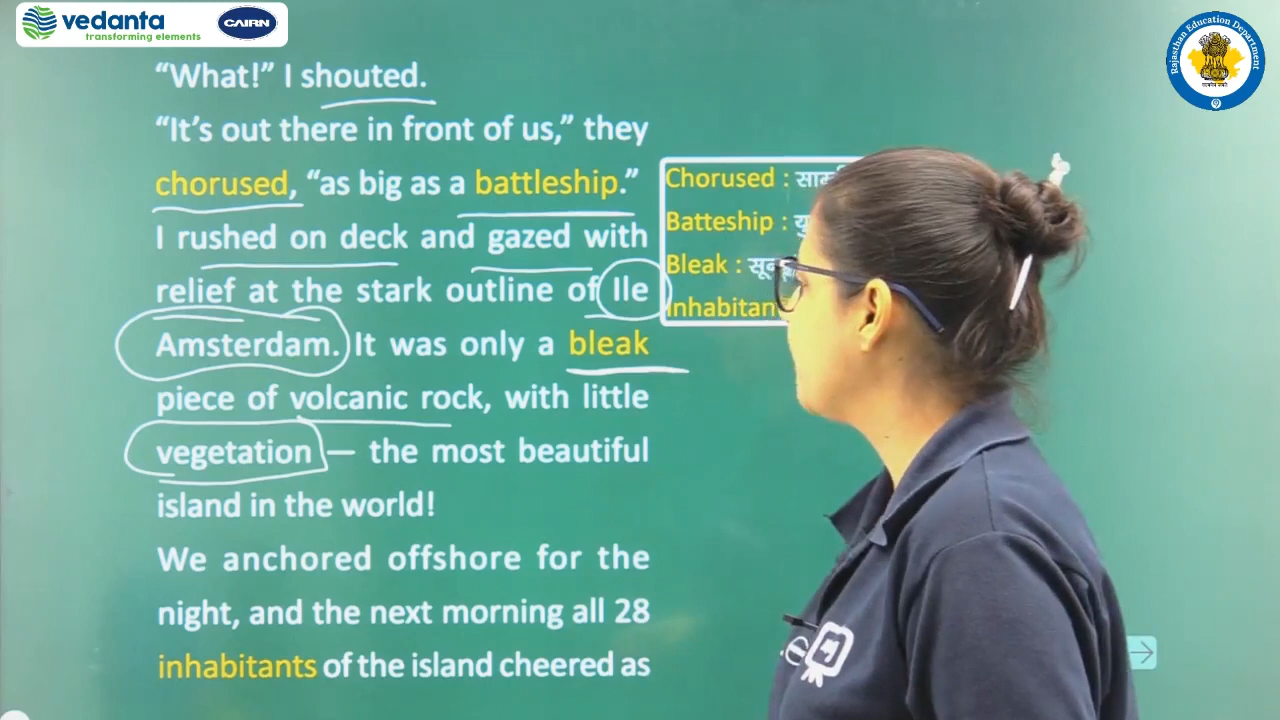 vedanta
transforming elements
CAIRN
Rajasthan Education Department
“What!” I shouted.
“It’s out there in front of us,” they
chorused, “as big as a battleship.”
I rushed on deck and gazed with
relief at the stark outline of Ile
Amsterdam. It was only a bleak
piece of volcanic rock, with little
vegetation — the most beautiful
island in the world!
We anchored offshore for the
night, and the next morning all 28
inhabitants of the island cheered as
Chorused :
Batteship :
Bleak :